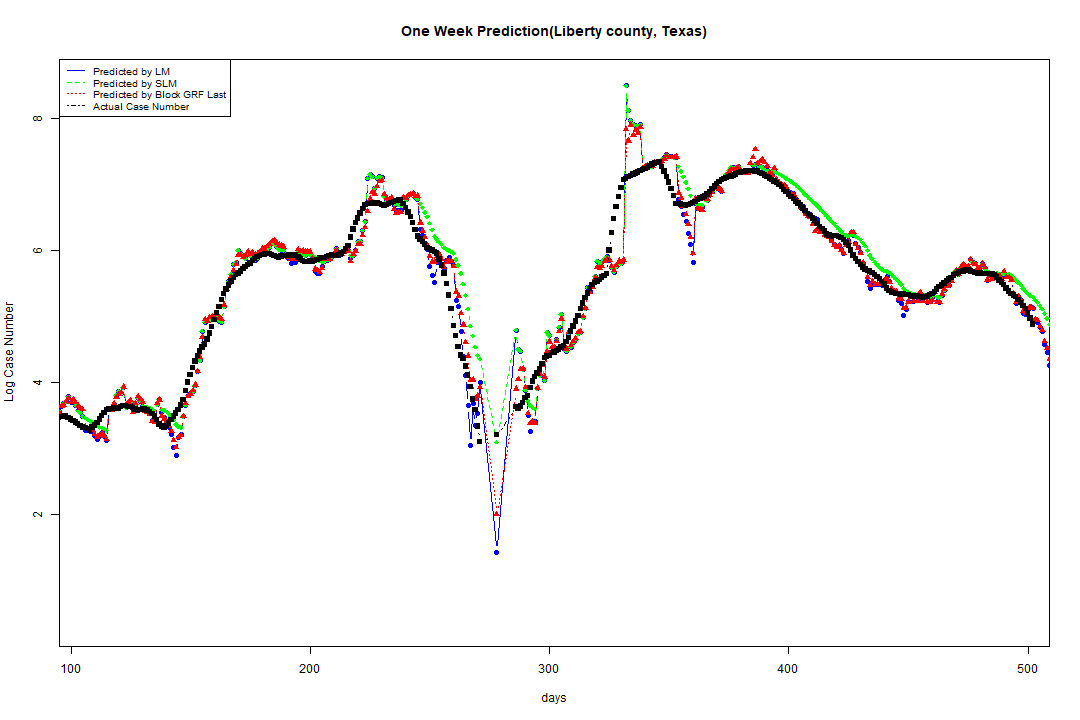 One Week Prediction(Liberty county, Texas)
Predicted by LM
Predicted by SLM
Predicted by Block GRF Last
Actual Case Number
8
6
4
2
Log Case Number
100 200 300 400 500
days